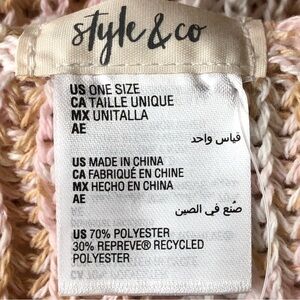 style & co
US ONE SIZE
CA TAILLE UNIQUE
MX UNITALLA
AE
قياس واحد
US MADE IN CHINA
CA FABRIQUÉ EN CHINE
MX HECHO EN CHINA
AE
صُنع في الصين
US 70% POLYESTER
30% REPREVE® RECYCLED
POLYESTER